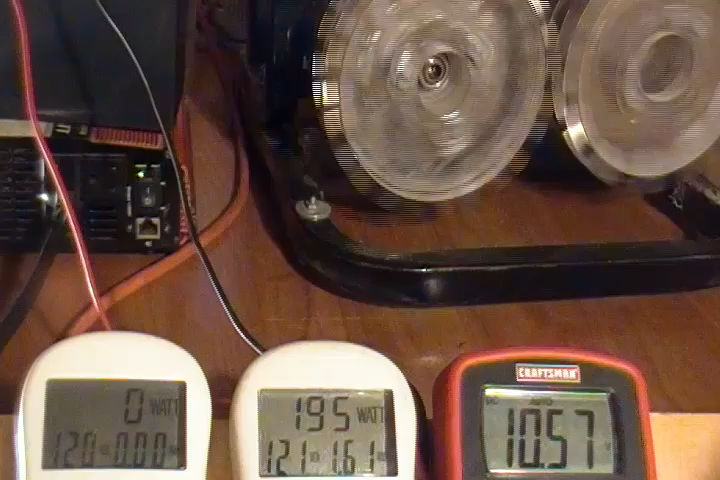 0 WATT
120 0.00
195 WATT
121 1.61
CRAFTSMAN
10.57